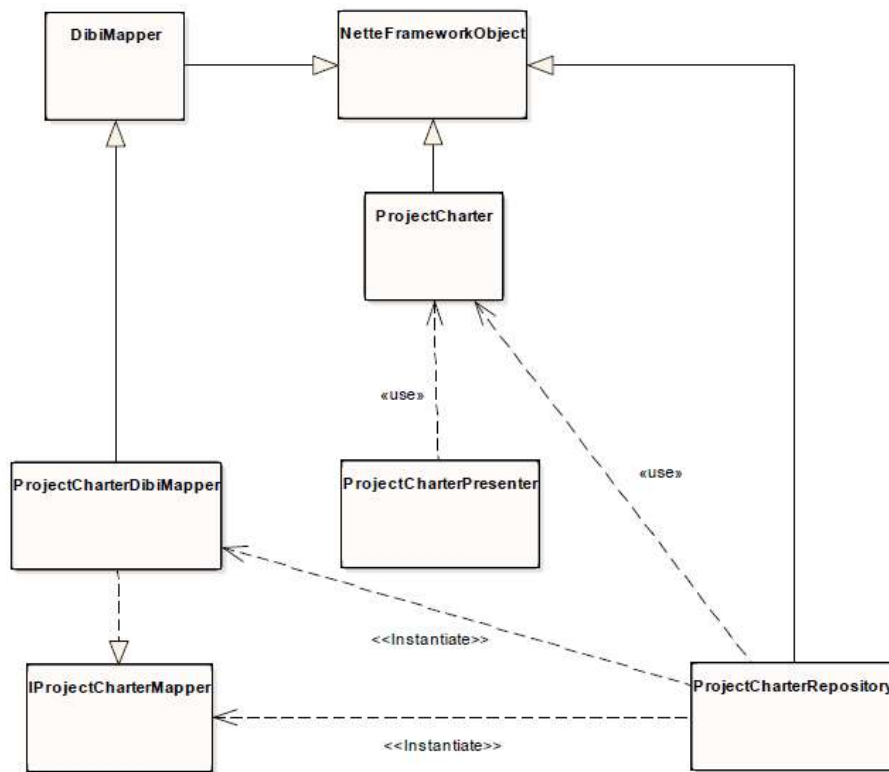 DibiMapper
NetteFrameworkObject
ProjectCharter
«use»
ProjectCharterDibiMapper
ProjectCharterPresenter
«use»
<<Instantiate>>
IProjectCharterMapper
ProjectCharterRepository
<<Instantiate>>